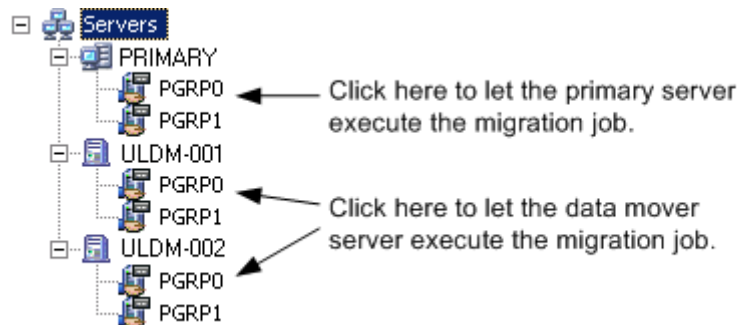 Servers
PRIMARY
PGRP0
PGRP1
Click here to let the primary server
execute the migration job.
ULDM-001
PGRP0
PGRP1
Click here to let the data mover
server execute the migration job.
ULDM-002
PGRP0
PGRP1